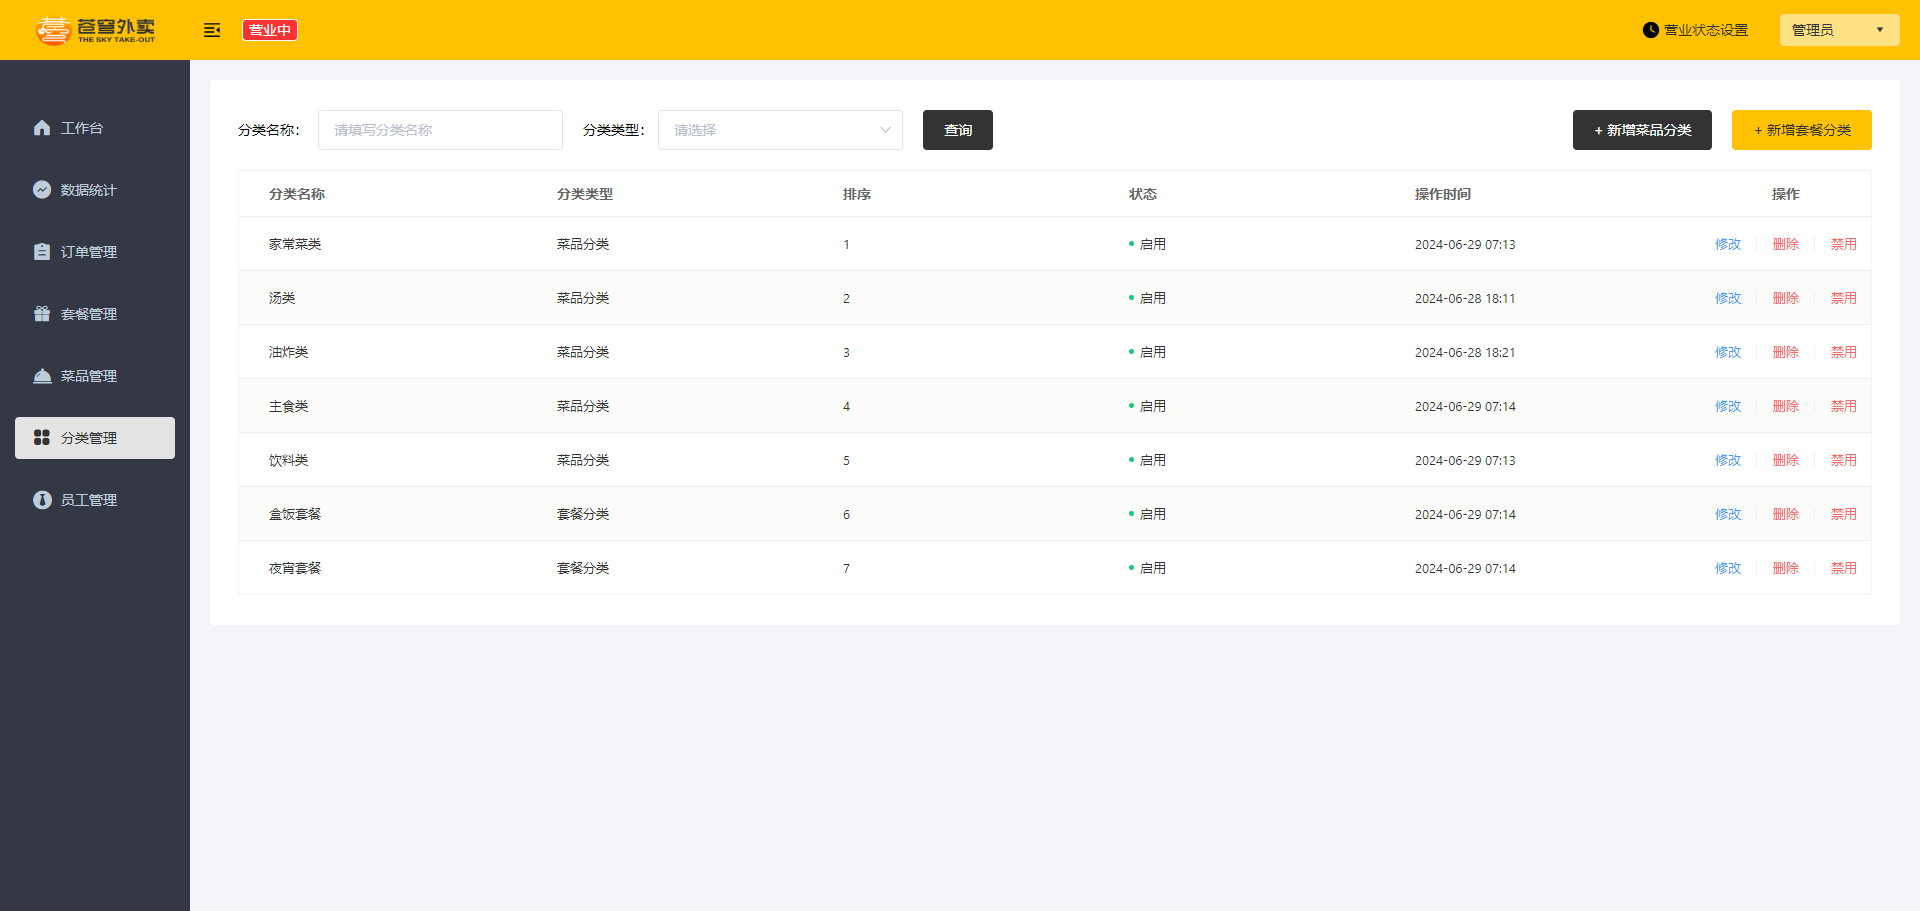 苍穹外卖
THE SKY TAKE-OUT
营业中
营业状态设置
管理员
工作台
数据统计
订单管理
套餐管理
菜品管理
分类管理
员工管理
分类名称: 请填写分类名称 分类类型: 请选择 查询 + 新增菜品分类 + 新增套餐分类
分类名称 分类类型 排序 状态 操作时间 操作
家常菜类 菜品分类 1 启用 2024-06-29 07:13 修改 删除 禁用
汤类 菜品分类 2 启用 2024-06-28 18:11 修改 删除 禁用
油炸类 菜品分类 3 启用 2024-06-28 18:21 修改 删除 禁用
主食类 菜品分类 4 启用 2024-06-29 07:14 修改 删除 禁用
饮料类 菜品分类 5 启用 2024-06-29 07:13 修改 删除 禁用
盒饭套餐 套餐分类 6 启用 2024-06-29 07:14 修改 删除 禁用
夜宵套餐 套餐分类 7 启用 2024-06-29 07:14 修改 删除 禁用